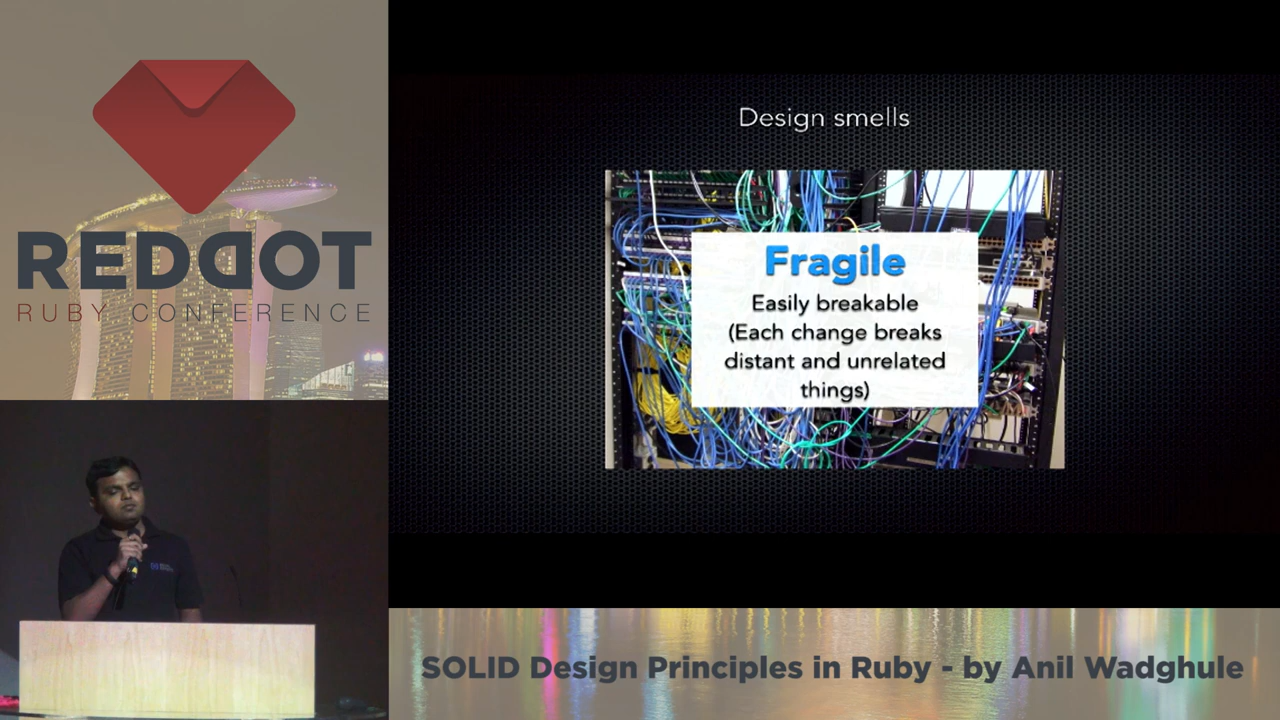 REDDOT
RUBY CONFERENCE
Design smells
Fragile
Easily breakable
(Each change breaks
distant and unrelated
things)
SOLID Design Principles in Ruby - by Anil Wadghule